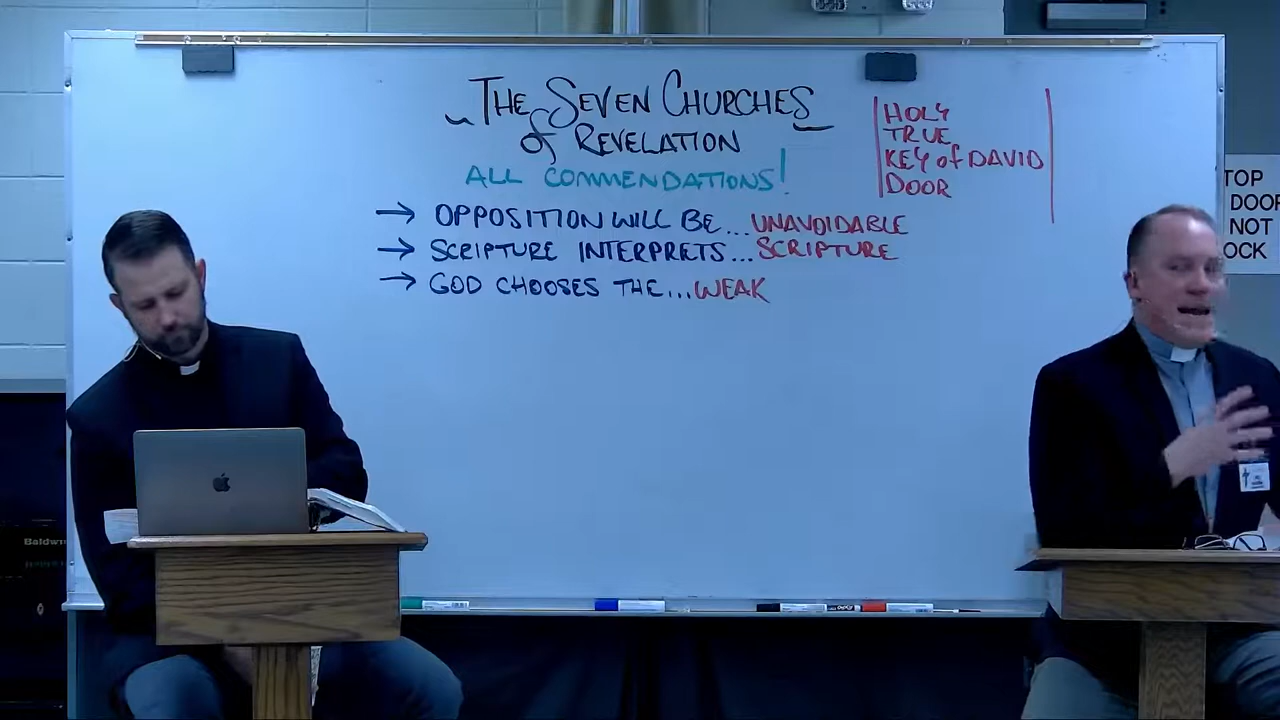 THE SEVEN CHURCHES
of REVELATION
ALL COMMENDATIONS!
→ OPPOSITION WILL BE...UNAVOIDABLE
→ SCRIPTURE INTERPRETS...SCRIPTURE
→ GOD CHOOSES THE...WEAK
HOLY
TRUE
KEY of DAVID
DOOR
TOP
DOOR
NOT
OCK
Baldw